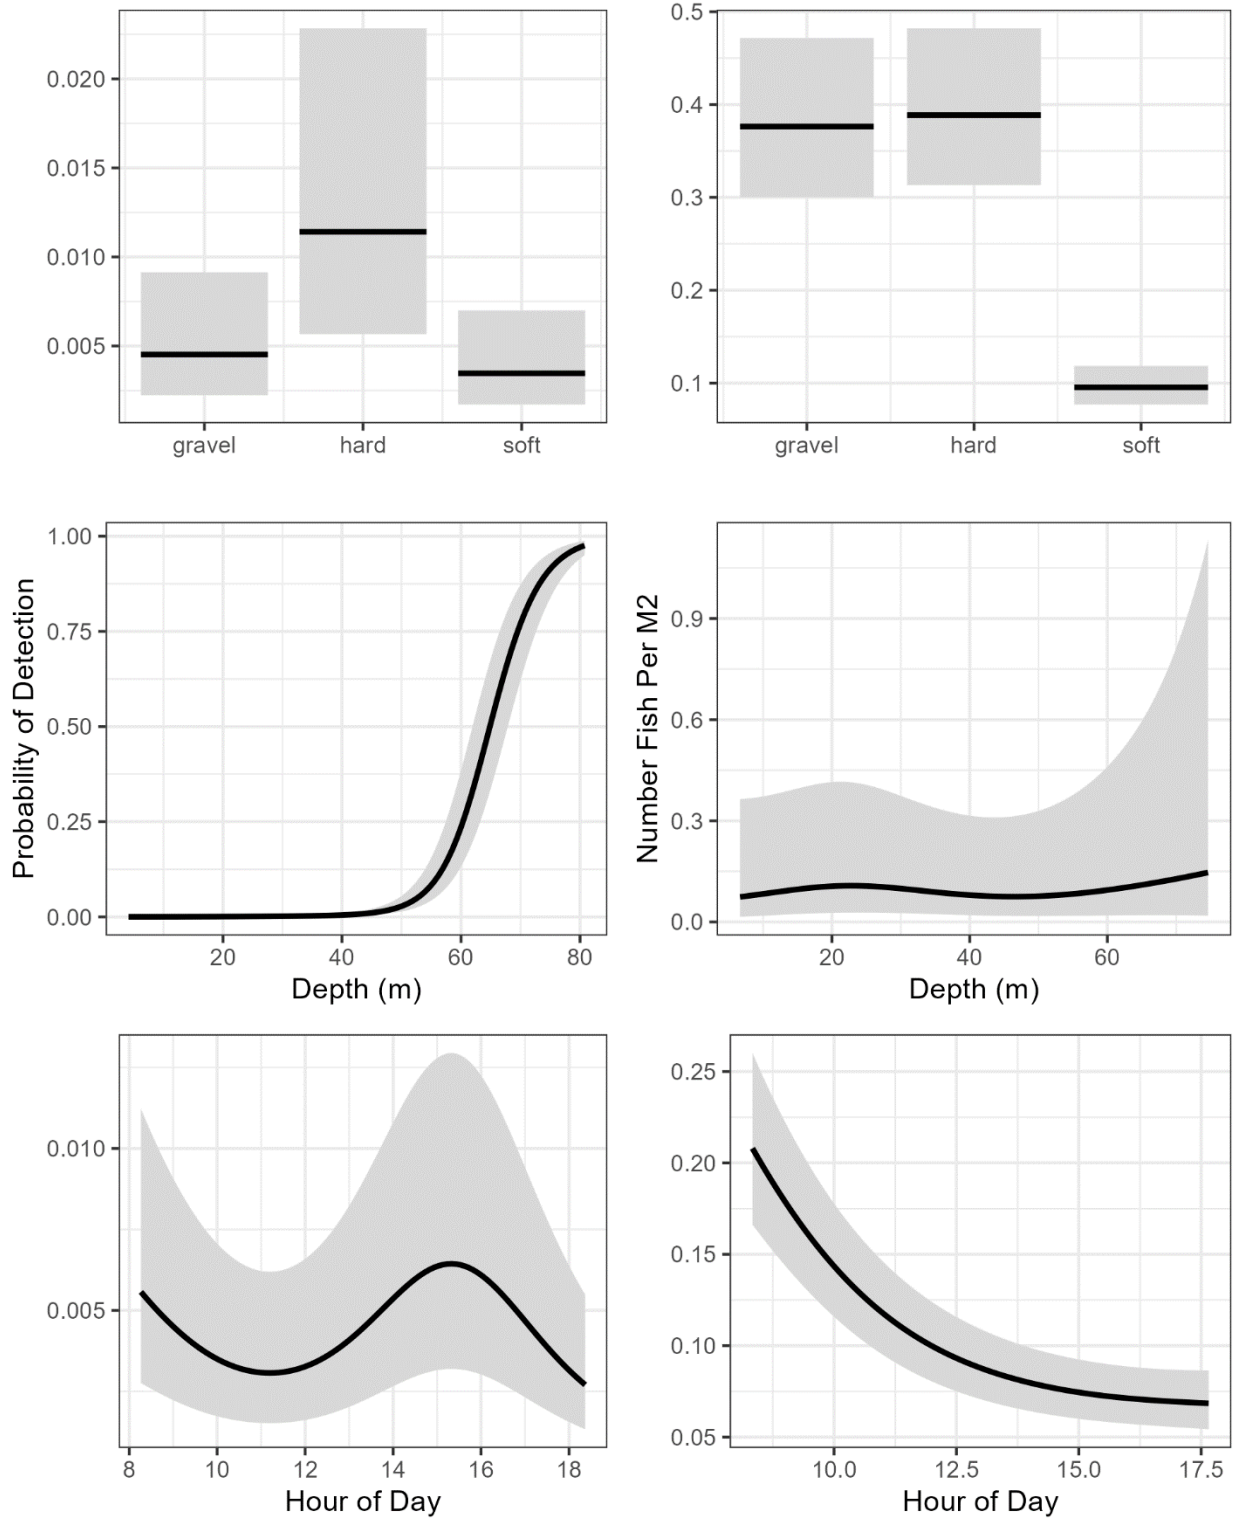 0.020
0.015
0.010
0.005
gravel hard soft
0.5
0.4
0.3
0.2
0.1
gravel hard soft
Probability of Detection
1.00
0.75
0.50
0.25
0.00
20 40 60 80
Depth (m)
Number Fish Per M2
0.9
0.6
0.3
0.0
20 40 60
Depth (m)
0.010
0.005
8 10 12 14 16 18
Hour of Day
0.25
0.20
0.15
0.10
0.05
10.0 12.5 15.0 17.5
Hour of Day